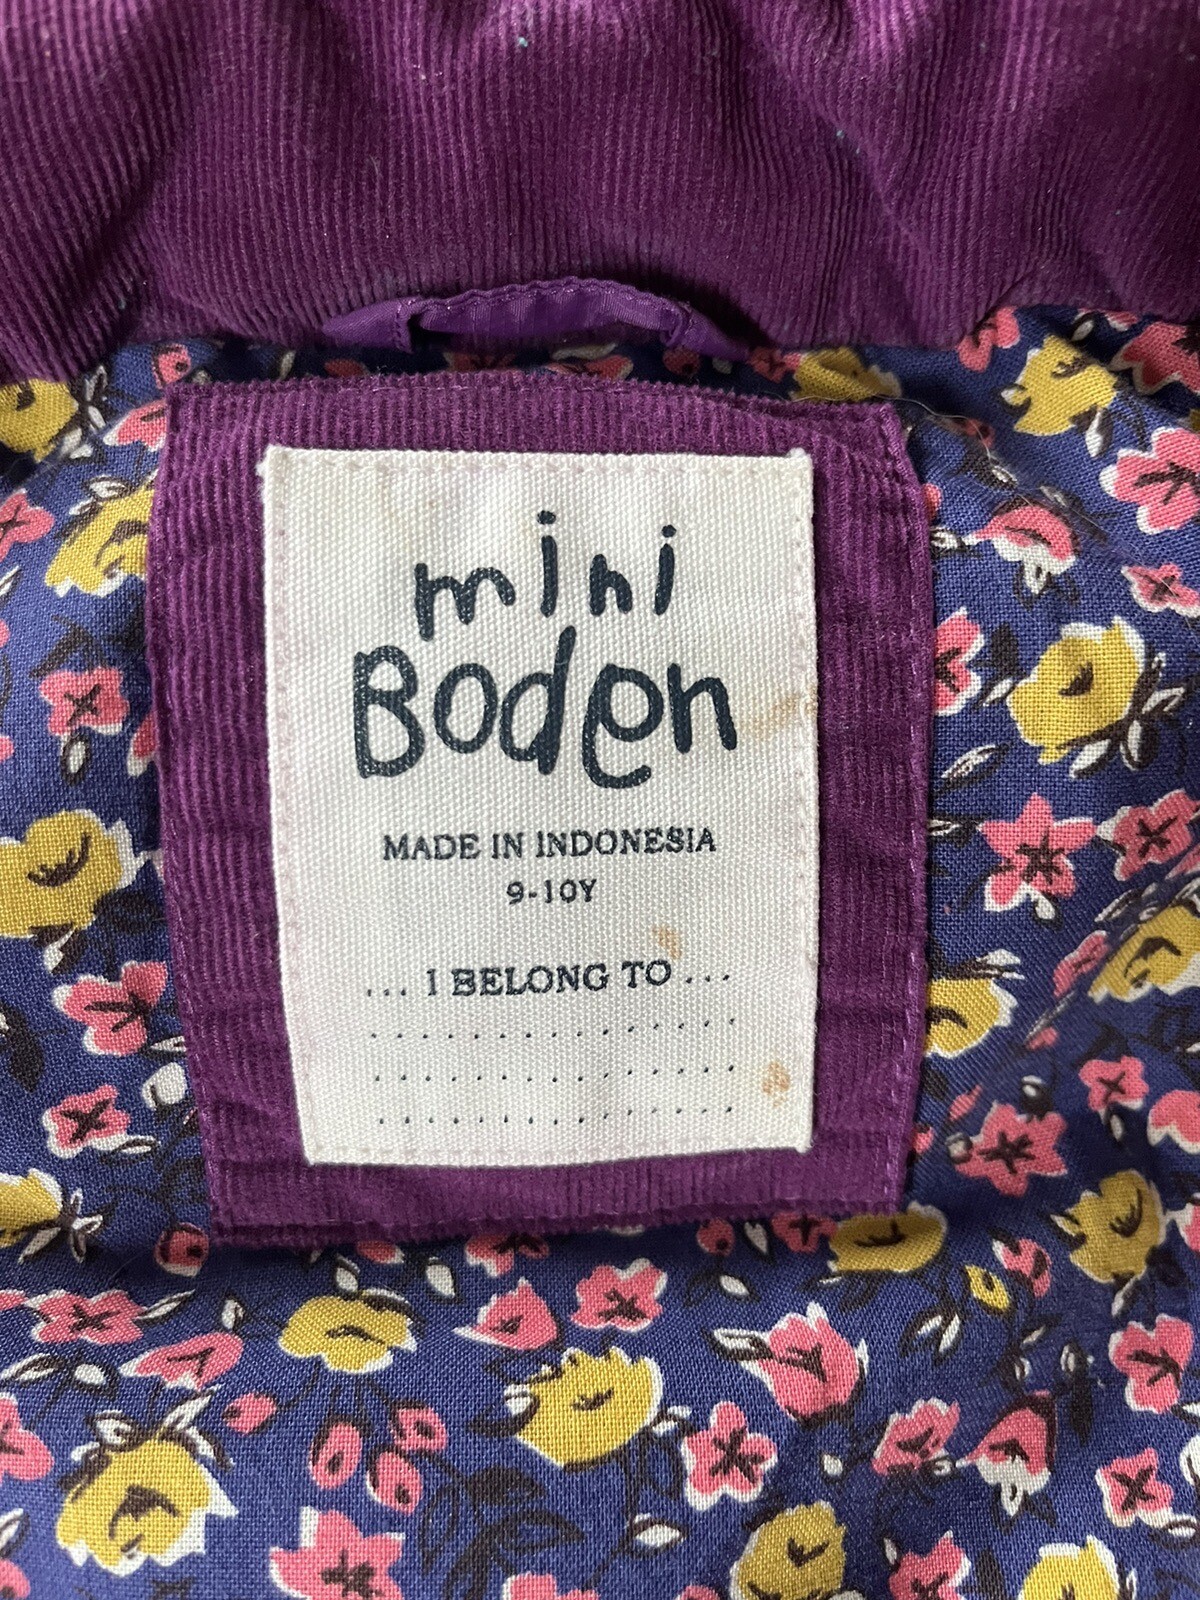 mini
Boden
MADE IN INDONESIA
9-10Y
... I BELONG TO ...